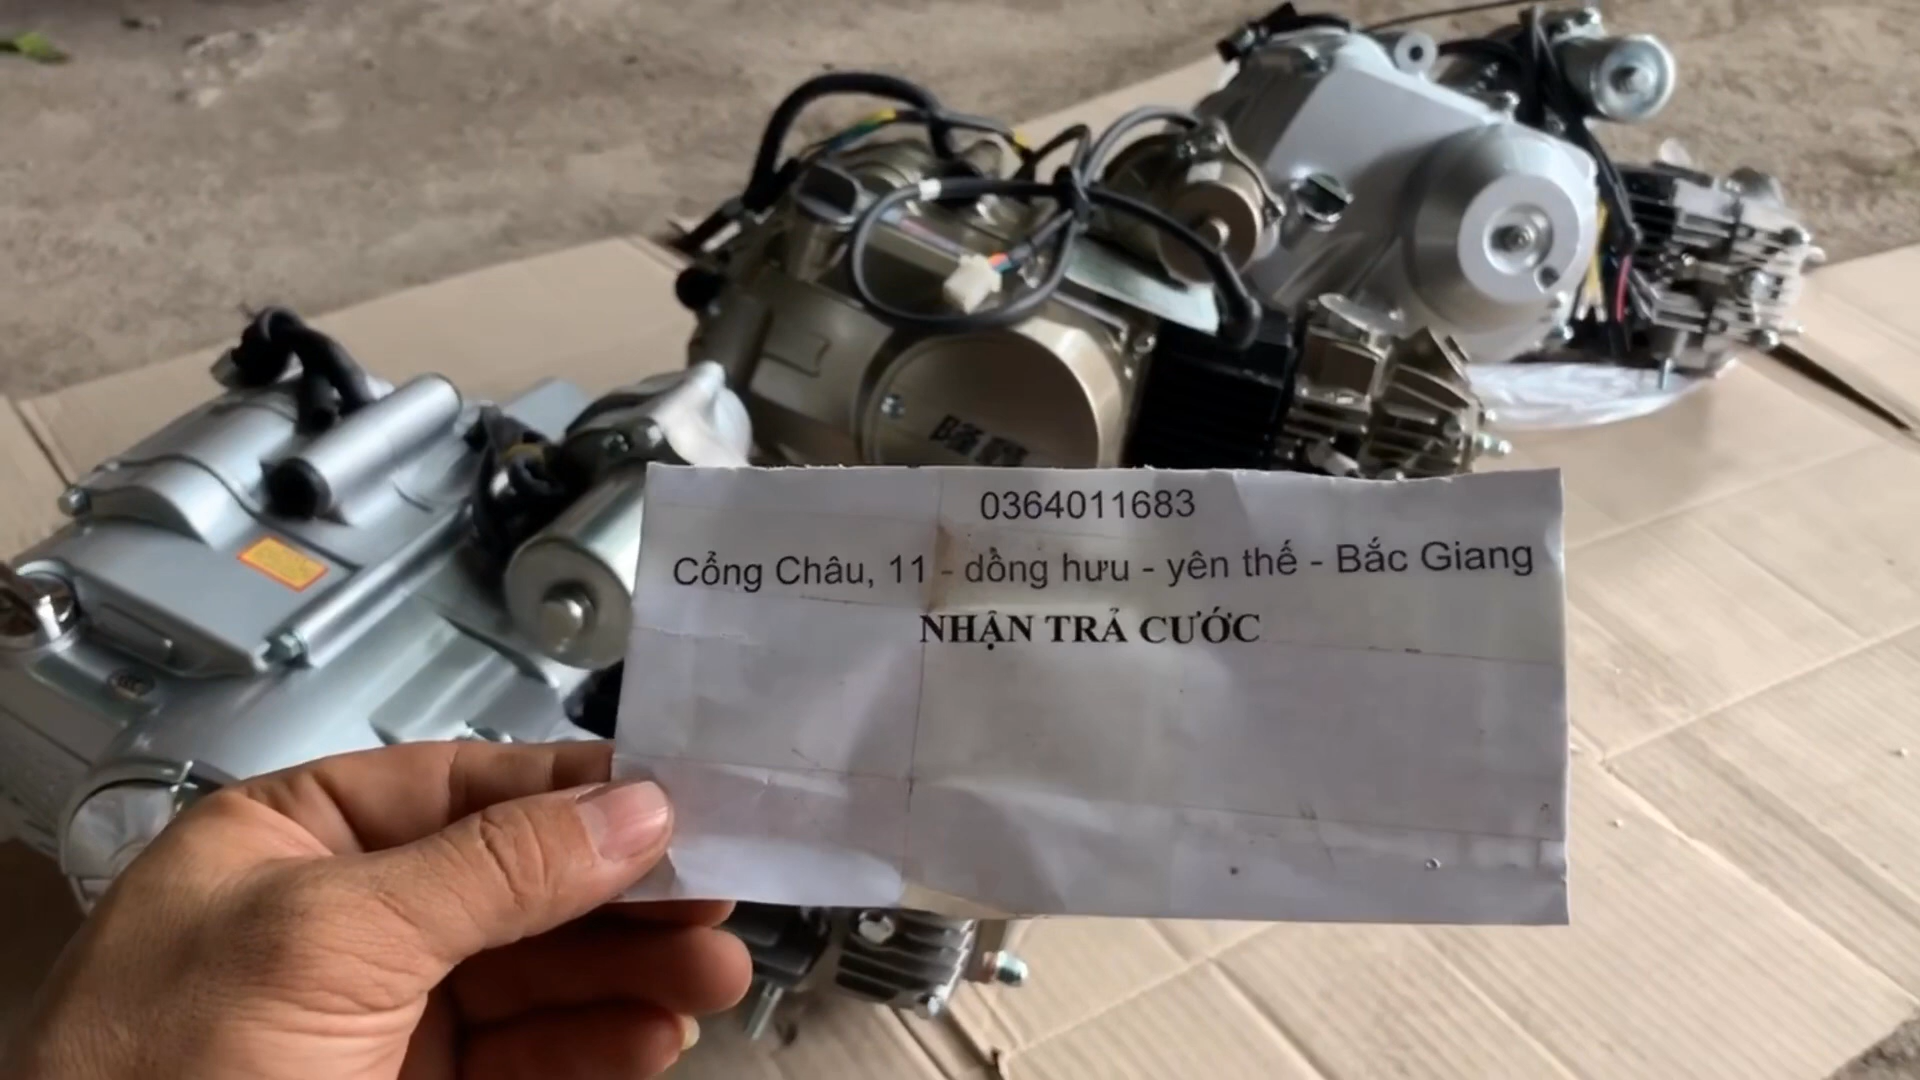 0364011683
Cổng Châu, 11 - dồng hưu - yên thế - Bắc Giang
NHẬN TRẢ CƯỚC